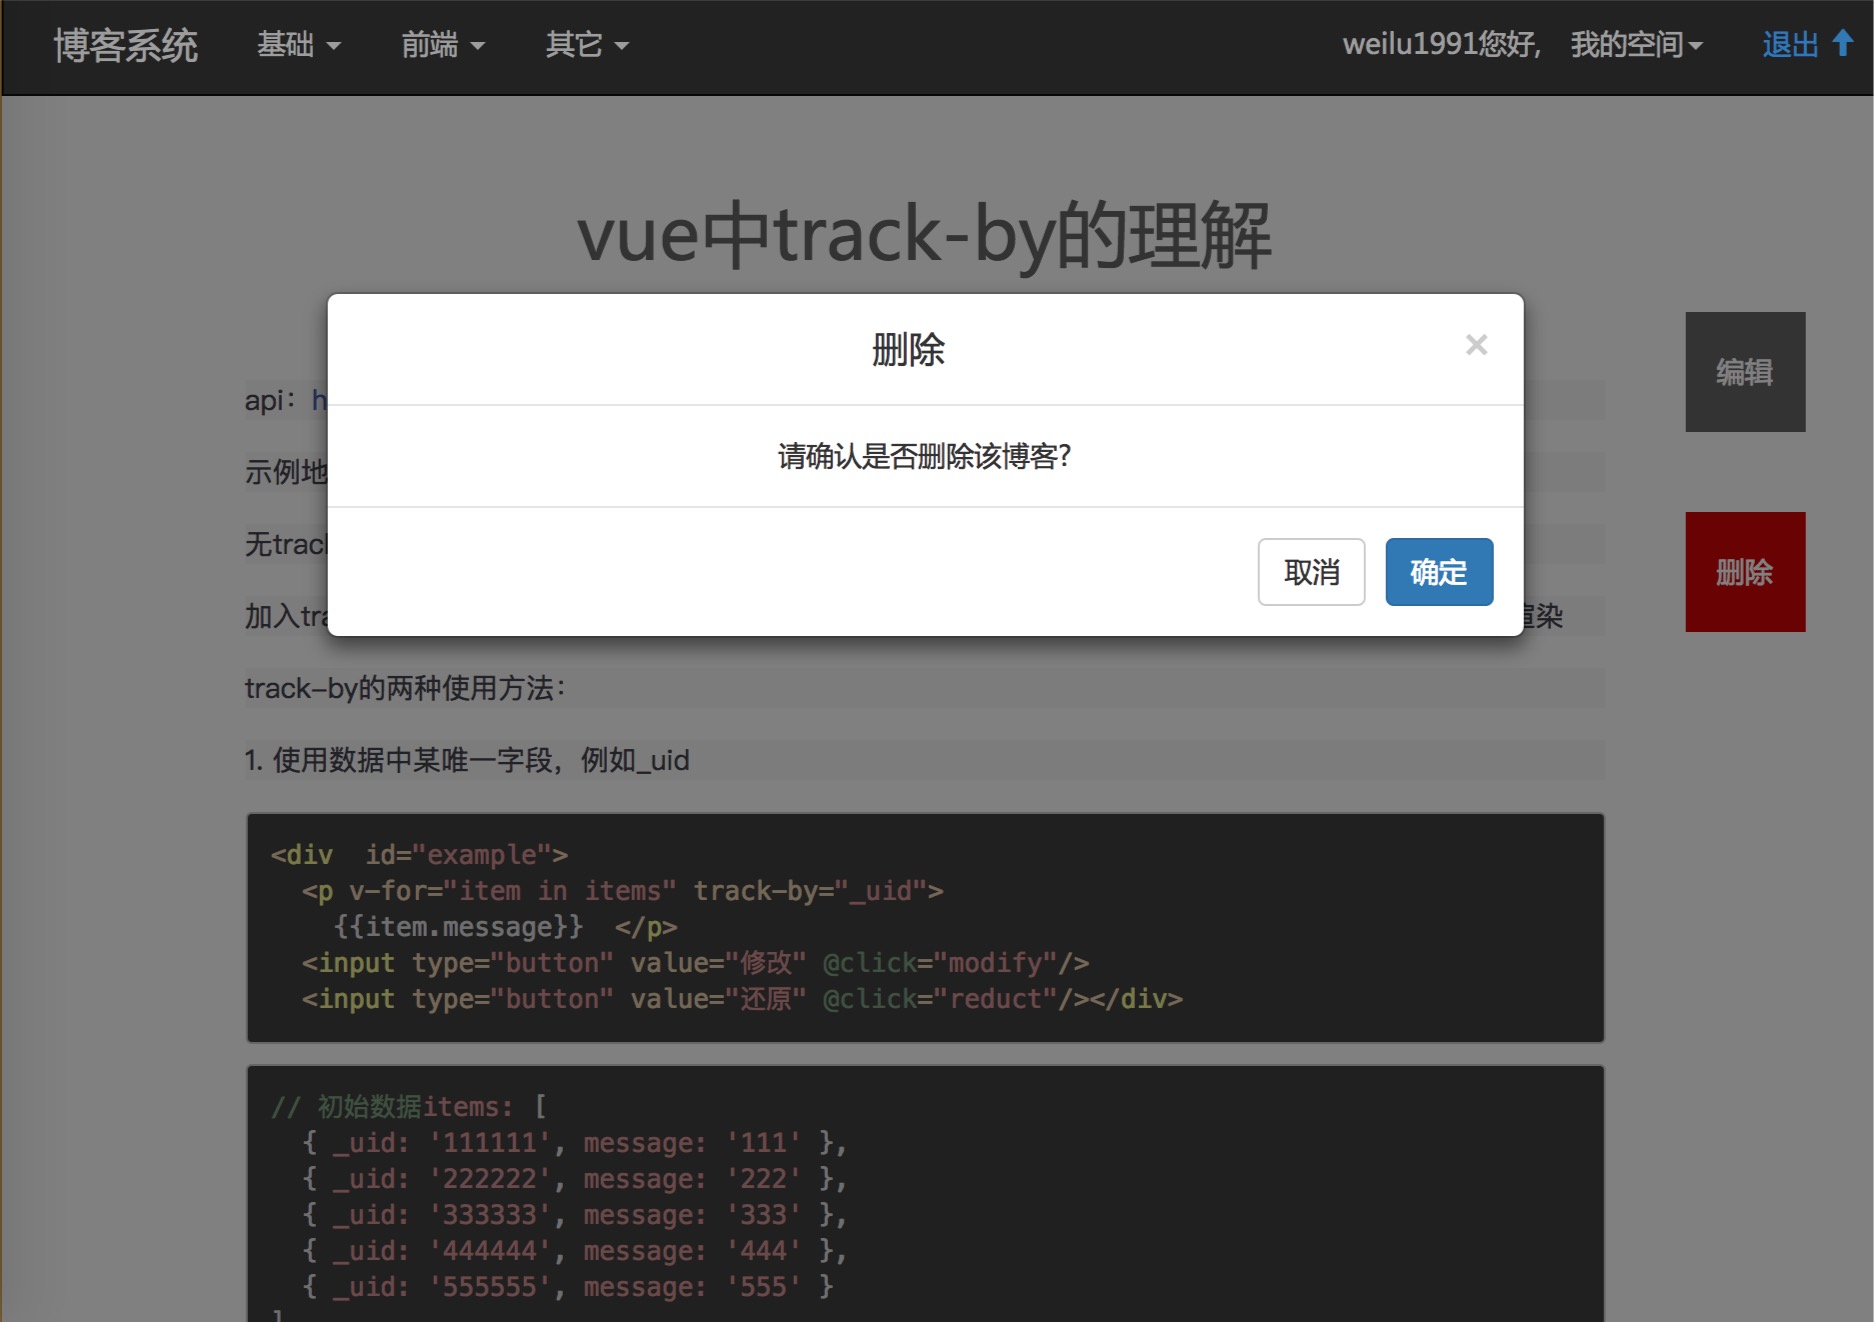 博客系统 基础 前端 其它 weilu1991您好, 我的空间 退出
vue中track-by的理解
删除 ×
编辑
api：h
请确认是否删除该博客?
示例地
无track
取消 确定
删除
加入tra 渲染
track-by的两种使用方法：
1. 使用数据中某唯一字段，例如_uid
<div  id="example">
  <p v-for="item in items" track-by="_uid">
    {{item.message}}  </p>
  <input type="button" value="修改" @click="modify"/>
  <input type="button" value="还原" @click="reduct"/></div>
// 初始数据items: [
  { _uid: '111111', message: '111' },
  { _uid: '222222', message: '222' },
  { _uid: '333333', message: '333' },
  { _uid: '444444', message: '444' },
  { _uid: '555555', message: '555' }
]